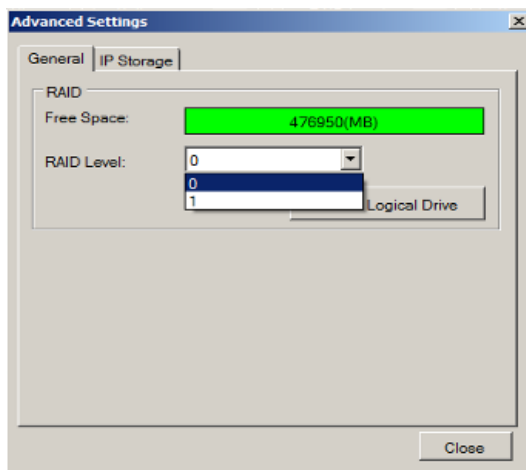 Advanced Settings
General
IP Storage
RAID
Free Space:
476950(MB)
RAID Level:
0
0
1
Logical Drive
Close